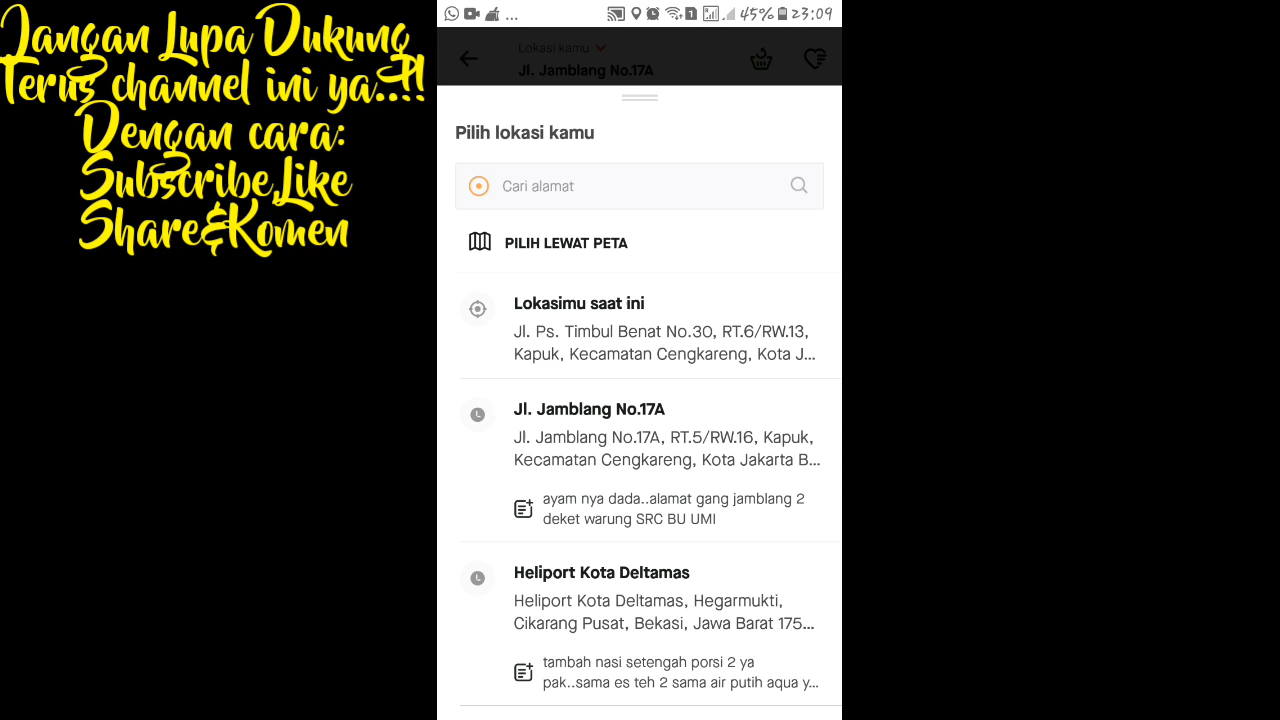 Jangan Lupa Dukung
Terus channel ini ya..!!
Dengan cara:
Subscribe,Like
Share&Komen
... 1 45% 23:09
Lokasi kamu
Jl. Jamblang No.17A
Pilih lokasi kamu
Cari alamat
PILIH LEWAT PETA
Lokasimu saat ini
Jl. Ps. Timbul Benat No.30, RT.6/RW.13,
Kapuk, Kecamatan Cengkareng, Kota J...
Jl. Jamblang No.17A
Jl. Jamblang No.17A, RT.5/RW.16, Kapuk,
Kecamatan Cengkareng, Kota Jakarta B...
ayam nya dada..alamat gang jamblang 2
deket warung SRC BU UMI
Heliport Kota Deltamas
Heliport Kota Deltamas, Hegarmukti,
Cikarang Pusat, Bekasi, Jawa Barat 175...
tambah nasi setengah porsi 2 ya
pak..sama es teh 2 sama air putih aqua y...